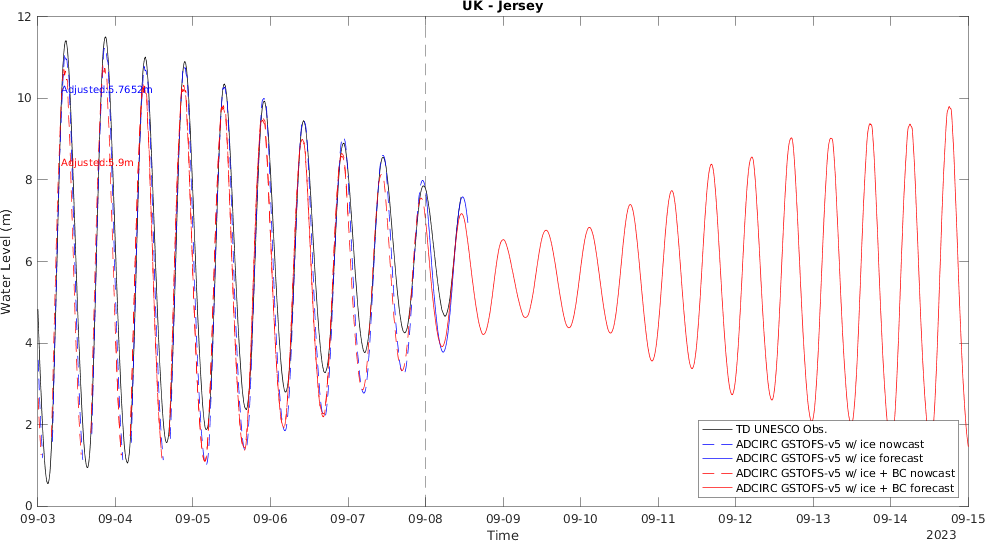 UK - Jersey
12
10
8
6
4
2
0
Water Level (m)
Adjusted:5.7652m
Adjusted:5.9m
TD UNESCO Obs.
ADCIRC GSTOFS-v5 w/ ice nowcast
ADCIRC GSTOFS-v5 w/ ice forecast
ADCIRC GSTOFS-v5 w/ ice + BC nowcast
ADCIRC GSTOFS-v5 w/ ice + BC forecast
09-03 09-04 09-05 09-06 09-07 09-08 09-09 09-10 09-11 09-12 09-13 09-14 09-15
Time
2023